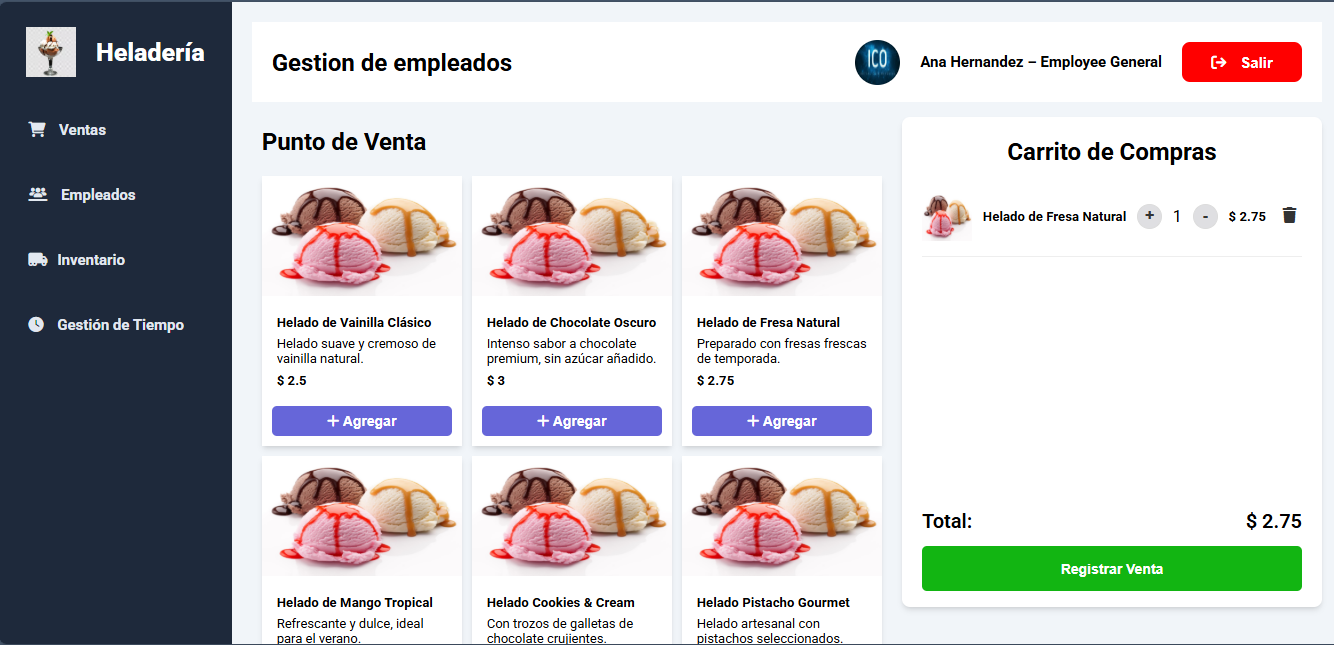 Heladería
Ventas
Empleados
Inventario
Gestión de Tiempo
Gestion de empleados
ICO
Ana Hernandez – Employee General
Salir
Punto de Venta
Helado de Vainilla Clásico
Helado suave y cremoso de
vainilla natural.
$ 2.5
+ Agregar
Helado de Chocolate Oscuro
Intenso sabor a chocolate
premium, sin azúcar añadido.
$ 3
+ Agregar
Helado de Fresa Natural
Preparado con fresas frescas
de temporada.
$ 2.75
+ Agregar
Helado de Mango Tropical
Refrescante y dulce, ideal
para el verano.
Helado Cookies & Cream
Con trozos de galletas de
chocolate crujientes.
Helado Pistacho Gourmet
Helado artesanal con
pistachos seleccionados.
Carrito de Compras
Helado de Fresa Natural + 1 - $ 2.75
Total: $ 2.75
Registrar Venta